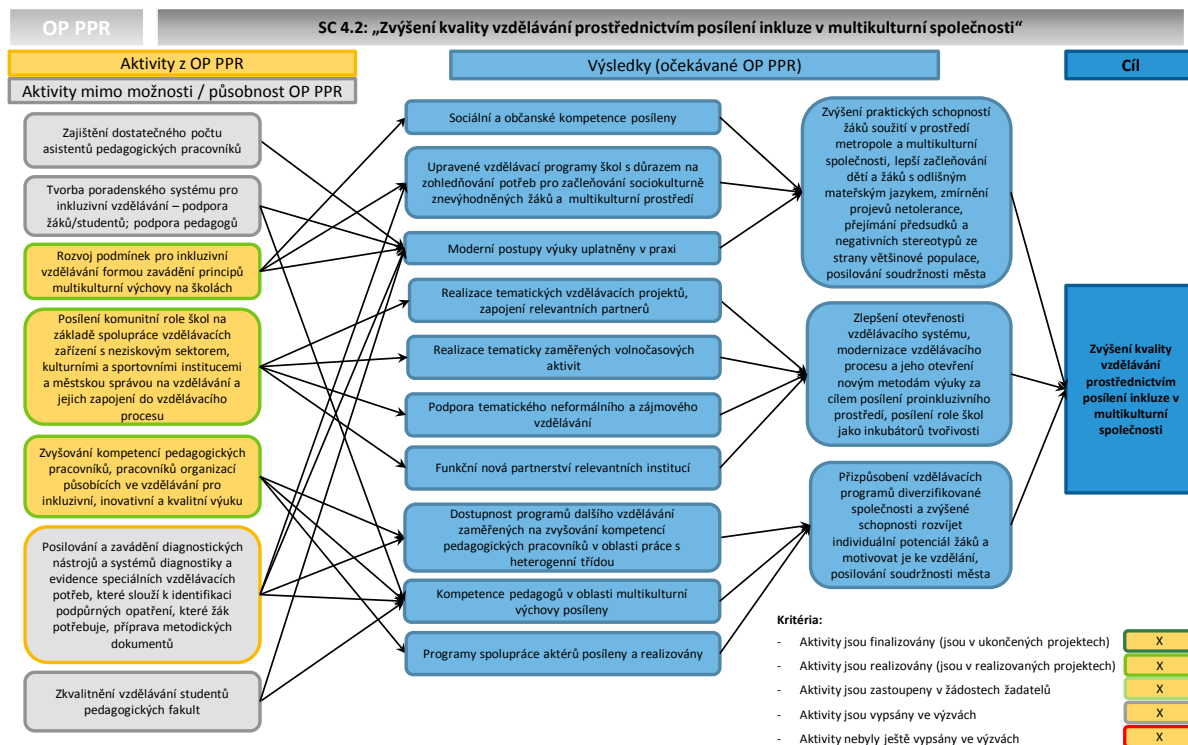 OP PPR
SC 4.2: „Zvýšení kvality vzdělávání prostřednictvím posílení inkluze v multikulturní společnosti“
Aktivity z OP PPR
Aktivity mimo možnosti / působnost OP PPR
Výsledky (očekávané OP PPR)
Cíl
Zajištění dostatečného počtu
asistentů pedagogických pracovníků
Tvorba poradenského systému pro
inkluzivní vzdělávání – podpora
žáků/studentů; podpora pedagogů
Rozvoj podmínek pro inkluzivní
vzdělávání formou zavádění principů
multikulturní výchovy na školách
Posílení komunitní role škol na
základě spolupráce vzdělávacích
zařízení s neziskovým sektorem,
kulturními a sportovními institucemi
a městskou správou na vzdělávání a
jejich zapojení do vzdělávacího
procesu
Zvyšování kompetencí pedagogických
pracovníků, pracovníků organizací
působících ve vzdělávání pro
inkluzivní, inovativní a kvalitní výuku
Posilování a zavádění diagnostických
nástrojů a systémů diagnostiky a
evidence speciálních vzdělávacích
potřeb, které slouží k identifikaci
podpůrných opatření, které žák
potřebuje, příprava metodických
dokumentů
Zkvalitnění vzdělávání studentů
pedagogických fakult
Sociální a občanské kompetence posíleny
Upravené vzdělávací programy škol s důrazem na
zohledňování potřeb pro začleňování sociokulturně
znevýhodněných žáků a multikulturní prostředí
Moderní postupy výuky uplatněny v praxi
Realizace tematických vzdělávacích projektů,
zapojení relevantních partnerů
Realizace tematicky zaměřených volnočasových
aktivit
Podpora tematického neformálního a zájmového
vzdělávání
Funkční nová partnerství relevantních institucí
Dostupnost programů dalšího vzdělávání
zaměřených na zvyšování kompetencí
pedagogických pracovníků v oblasti práce s
heterogenní třídou
Kompetence pedagogů v oblasti multikulturní
výchovy posíleny
Programy spolupráce aktérů posíleny a realizovány
Zvýšení praktických schopností
žáků soužití v prostředí
metropole a multikulturní
společnosti, lepší začleňování
dětí a žáků s odlišným
mateřským jazykem, zmírnění
projevů netolerance,
přejímání předsudků a
negativních stereotypů ze
strany většinové populace,
posilování soudržnosti města
Zlepšení otevřenosti
vzdělávacího systému,
modernizace vzdělávacího
procesu a jeho otevření
novým metodám výuky za
cílem posílení proinkluzivního
prostředí, posílení role škol
jako inkubátorů tvořivosti
Přizpůsobení vzdělávacích
programů diverzifikované
společnosti a zvýšené
schopnosti rozvíjet
individuální potenciál žáků a
motivovat je ke vzdělání,
posilování soudržnosti města
Zvýšení kvality
vzdělávání
prostřednictvím
posílení inkluze v
multikulturní
společnosti
Kritéria:
- Aktivity jsou finalizovány (jsou v ukončených projektech) X
- Aktivity jsou realizovány (jsou v realizovaných projektech) X
- Aktivity jsou zastoupeny v žádostech žadatelů X
- Aktivity jsou vypsány ve výzvách X
- Aktivity nebyly ještě vypsány ve výzvách X